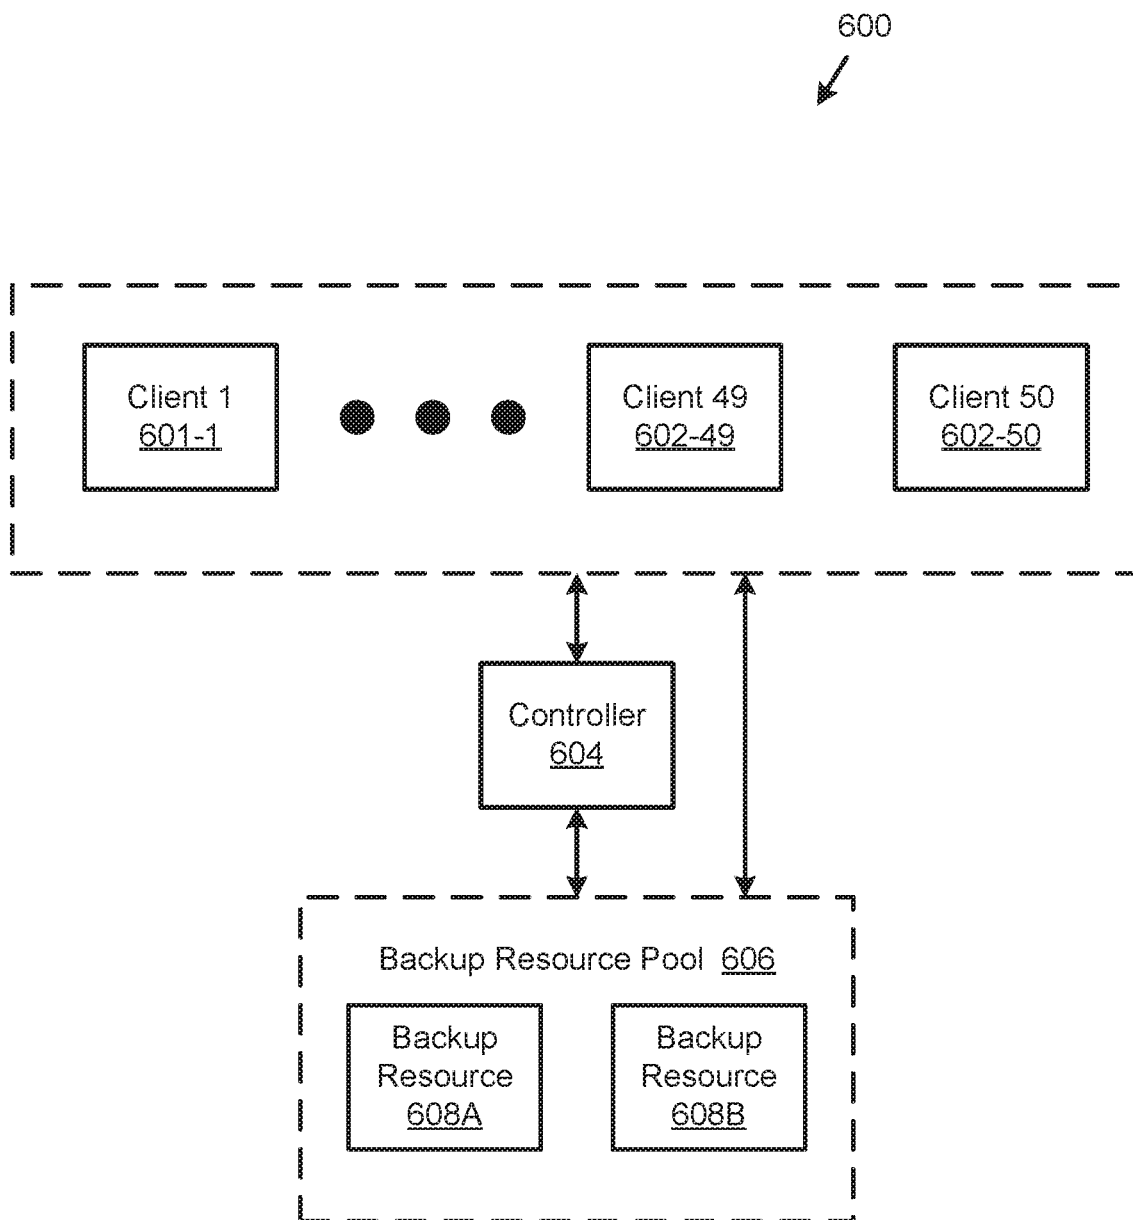 600
Client 1
601-1
Client 49
602-49
Client 50
602-50
Controller
604
Backup Resource Pool 606
Backup
Resource
608A
Backup
Resource
608B